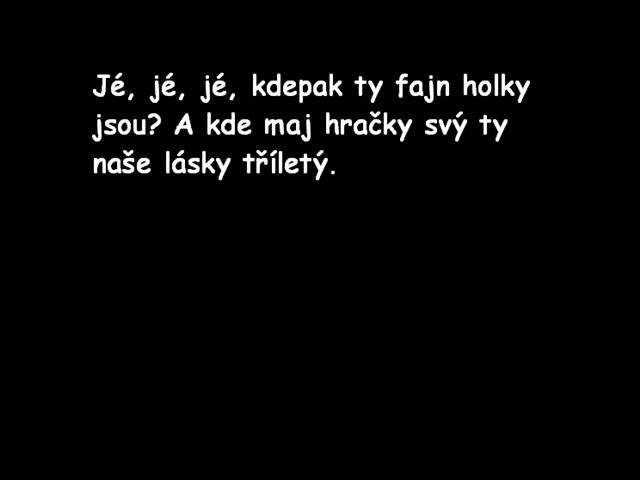 Jé, jé, jé, kdepak ty fajn holky
jsou? A kde maj hračky svý ty
naše lásky tříletý.